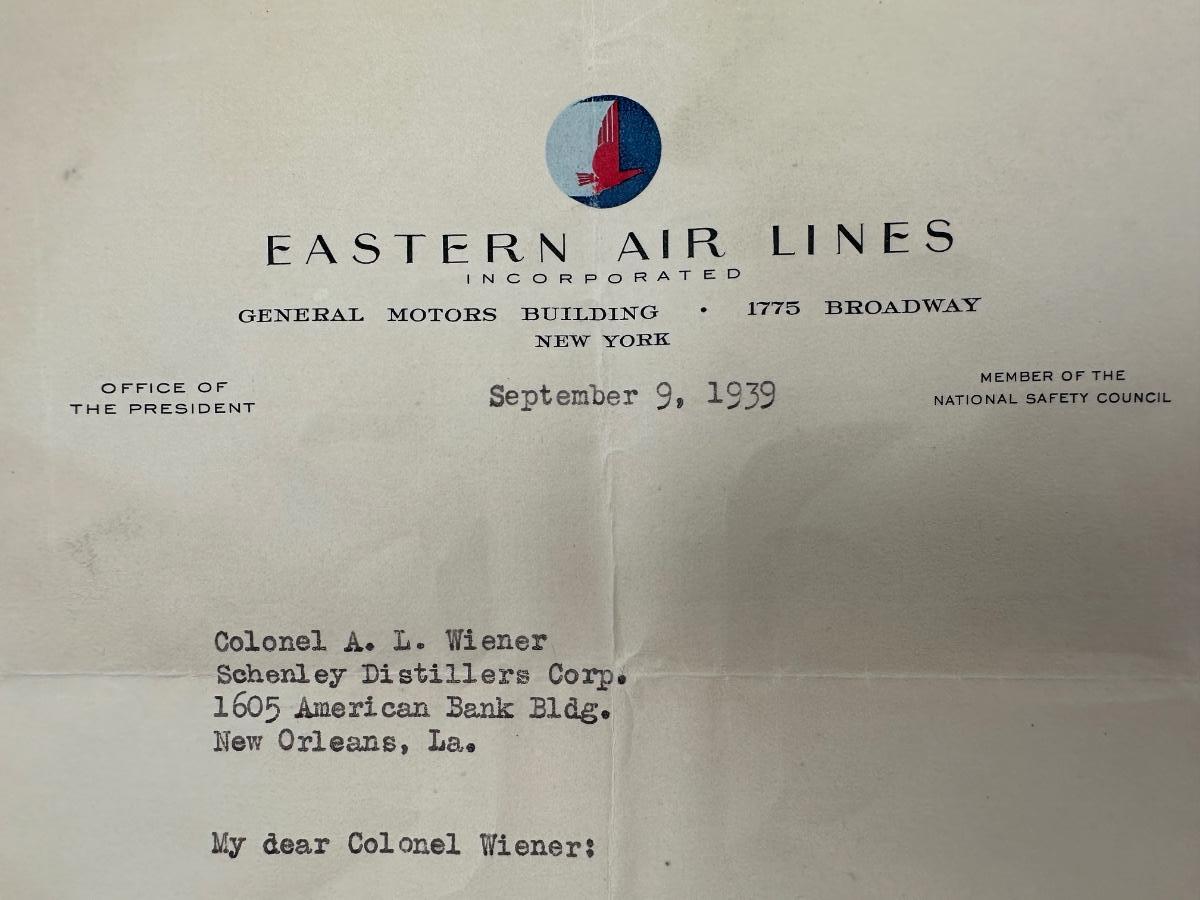 EASTERN AIR LINES
INCORPORATED
GENERAL MOTORS BUILDING • 1775 BROADWAY
NEW YORK
OFFICE OF
THE PRESIDENT
September 9, 1939
MEMBER OF THE
NATIONAL SAFETY COUNCIL
Colonel A. L. Wiener
Schenley Distillers Corp.
1605 American Bank Bldg.
New Orleans, La.
My dear Colonel Wiener: